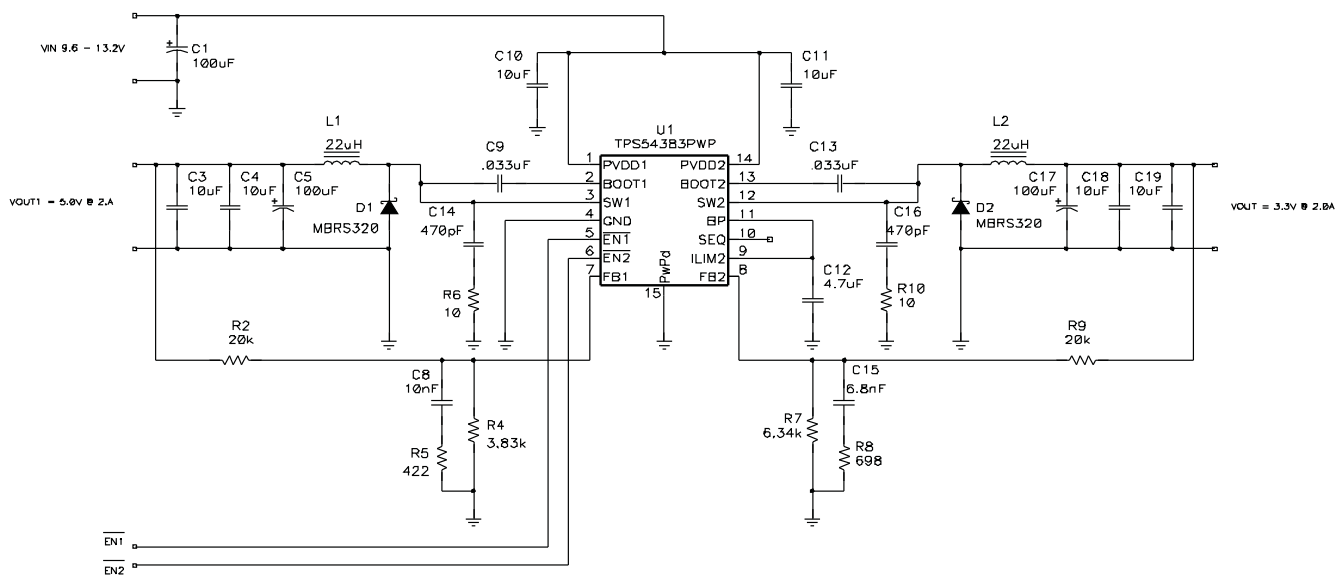 VIN 9.6 - 13.2V
+
C1
100uF
C10
10uF
C11
10uF
L1
22uH
C9
.033uF
U1
TPS54383PWP
C13
.033uF
L2
22uH
1
PVDD1
PVDD2
14
2
BOOT1
BOOT2
13
3
SW1
SW2
12
4
GND
BP
11
5
EN1
SEQ
10
6
EN2
ILIM2
9
7
FB1
FB2
8
PwPd
15
C3
10uF
C4
10uF
C5
100uF
+
D1
MBRS320
C14
470pF
C16
470pF
D2
MBRS320
C17
100uF
+
C18
10uF
C19
10uF
VOUT1 = 5.0V @ 2.A
VOUT = 3.3V @ 2.0A
R6
10
C12
4.7uF
R10
10
R2
20k
R9
20k
C8
10nF
C15
6.8nF
R4
3.83k
R5
422
R7
6.34k
R8
698
EN1
EN2